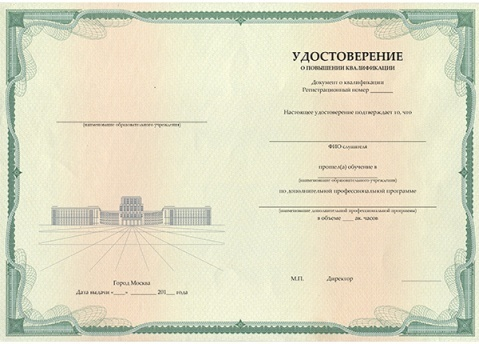 (наименование образовательного учреждения)
Город Москва
Дата выдачи «____» _________ 201___ года
УДОСТОВЕРЕНИЕ
О ПОВЫШЕНИИ КВАЛИФИКАЦИИ
Документ о квалификации
Регистрационный номер _______
Настоящее удостоверение подтверждает то, что
ФИО слушателя
прошел(а) обучение в
(наименование образовательного учреждения)
по дополнительной профессиональной программе
(наименование дополнительной профессиональной программы)
в объеме ____ ак. часов
М.П. Директор